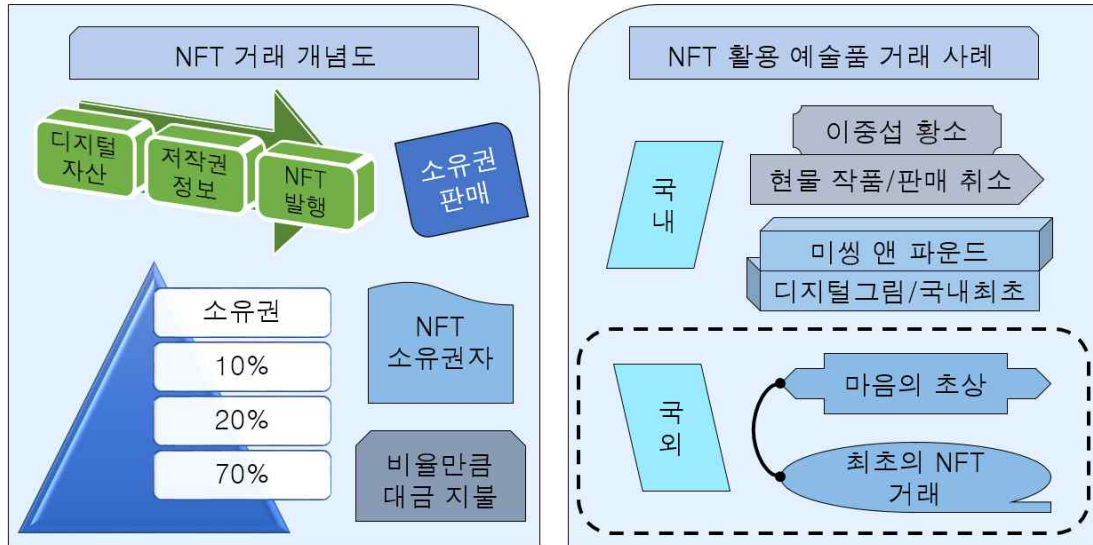 NFT 거래 개념도
디지털
자산
저작권
정보
NFT
발행
소유권
판매
소유권
10%
20%
70%
NFT
소유권자
비율만큼
대금 지불
NFT 활용 예술품 거래 사례
국
내
이중섭 황소
현물 작품/판매 취소
미씽 앤 파운드
디지털그림/국내최초
국
외
마음의 초상
최초의 NFT
거래